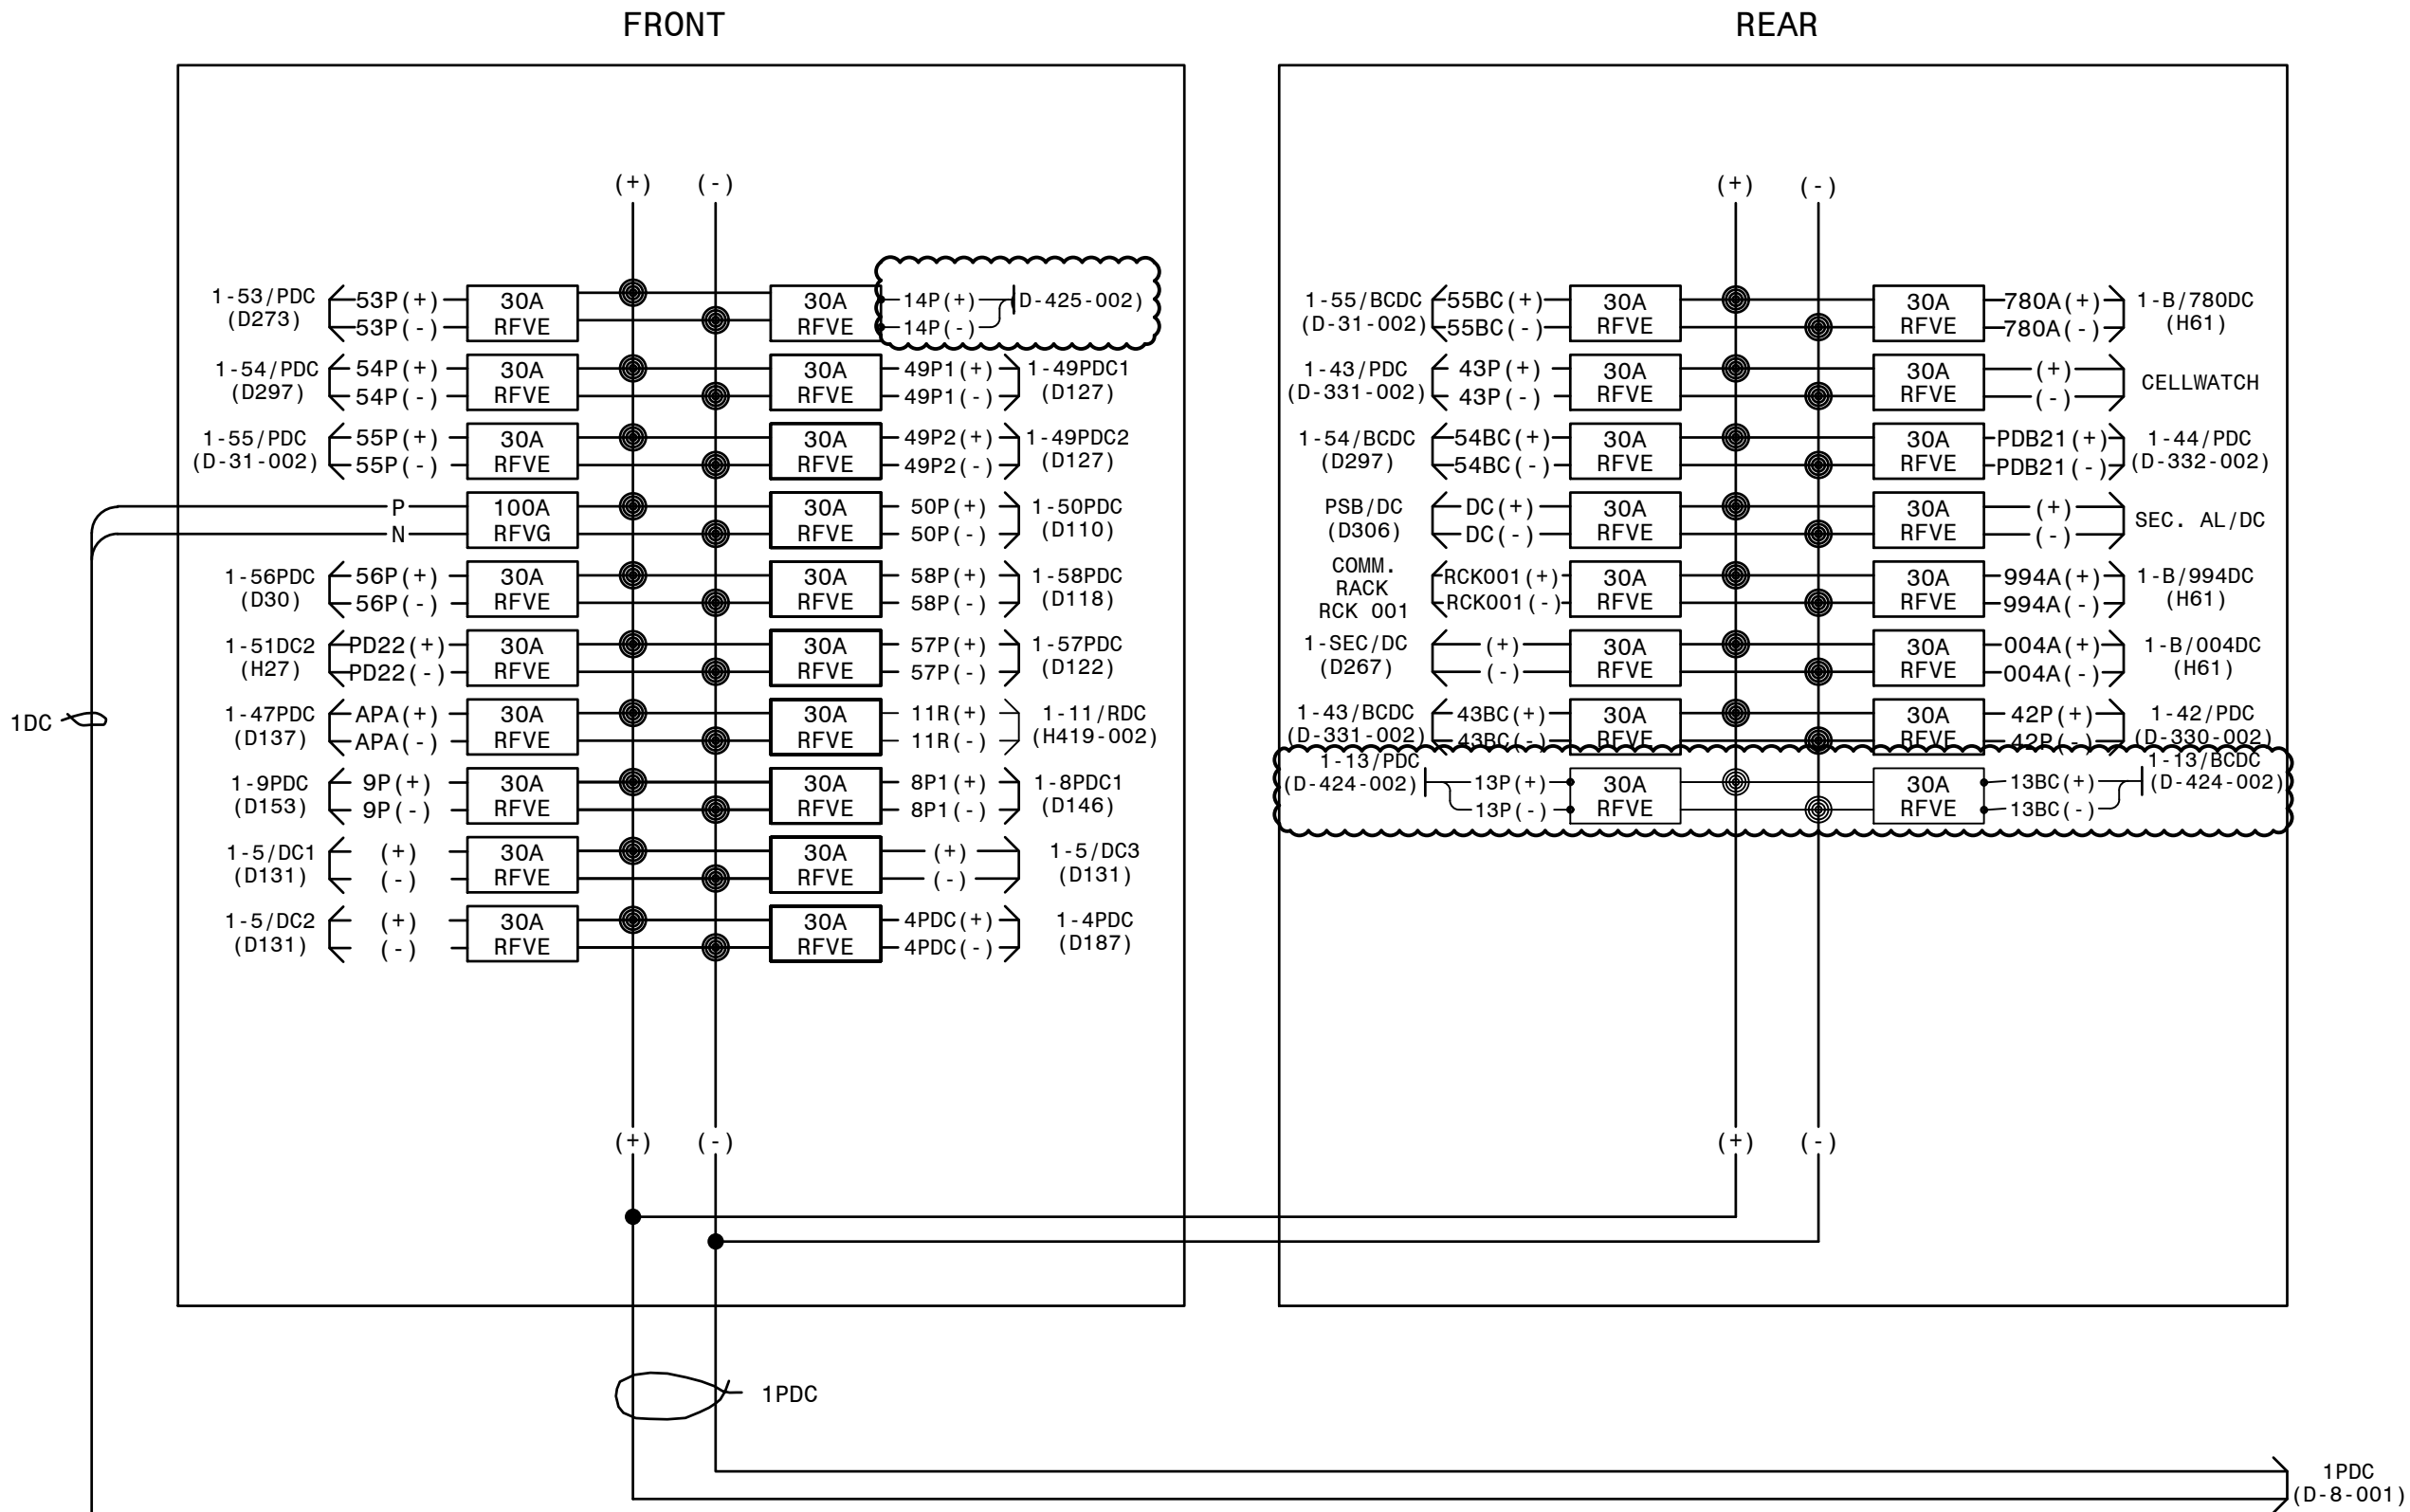 FRONT
(+) (-)
1-53/PDC
(D273)
53P(+)
53P(-)
30A
RFVE
30A
RFVE
14P(+)
14P(-)
(D-425-002)
1-54/PDC
(D297)
54P(+)
54P(-)
30A
RFVE
30A
RFVE
49P1(+)
49P1(-)
1-49PDC1
(D127)
1-55/PDC
(D-31-002)
55P(+)
55P(-)
30A
RFVE
30A
RFVE
49P2(+)
49P2(-)
1-49PDC2
(D127)
P
N
100A
RFVG
30A
RFVE
50P(+)
50P(-)
1-50PDC
(D110)
1-56PDC
(D30)
56P(+)
56P(-)
30A
RFVE
30A
RFVE
58P(+)
58P(-)
1-58PDC
(D118)
1-51DC2
(H27)
PD22(+)
PD22(-)
30A
RFVE
30A
RFVE
57P(+)
57P(-)
1-57PDC
(D122)
1DC
1-47PDC
(D137)
APA(+)
APA(-)
30A
RFVE
30A
RFVE
11R(+)
11R(-)
1-11/RDC
(H419-002)
1-9PDC
(D153)
9P(+)
9P(-)
30A
RFVE
30A
RFVE
8P1(+)
8P1(-)
1-8PDC1
(D146)
1-5/DC1
(D131)
(+)
(-)
30A
RFVE
30A
RFVE
(+)
(-)
1-5/DC3
(D131)
1-5/DC2
(D131)
(+)
(-)
30A
RFVE
30A
RFVE
4PDC(+)
4PDC(-)
1-4PDC
(D187)
(+) (-)
1PDC
REAR
(+) (-)
1-55/BCDC
(D-31-002)
55BC(+)
55BC(-)
30A
RFVE
30A
RFVE
780A(+)
780A(-)
1-B/780DC
(H61)
1-43/PDC
(D-331-002)
43P(+)
43P(-)
30A
RFVE
30A
RFVE
(+)
(-)
CELLWATCH
1-54/BCDC
(D297)
54BC(+)
54BC(-)
30A
RFVE
30A
RFVE
PDB21(+)
PDB21(-)
1-44/PDC
(D-332-002)
PSB/DC
(D306)
DC(+)
DC(-)
30A
RFVE
30A
RFVE
(+)
(-)
SEC. AL/DC
COMM.
RACK
RCK 001
RCK001(+)
RCK001(-)
30A
RFVE
30A
RFVE
994A(+)
994A(-)
1-B/994DC
(H61)
1-SEC/DC
(D267)
(+)
(-)
30A
RFVE
30A
RFVE
004A(+)
004A(-)
1-B/004DC
(H61)
1-43/BCDC
(D-331-002)
43BC(+)
43BC(-)
30A
RFVE
30A
RFVE
42P(+)
42P(-)
1-42/PDC
(D-330-002)
1-13/PDC
(D-424-002)
13P(+)
13P(-)
30A
RFVE
30A
RFVE
13BC(+)
13BC(-)
1-13/BCDC
(D-424-002)
(+) (-)
1PDC
(D-8-001)